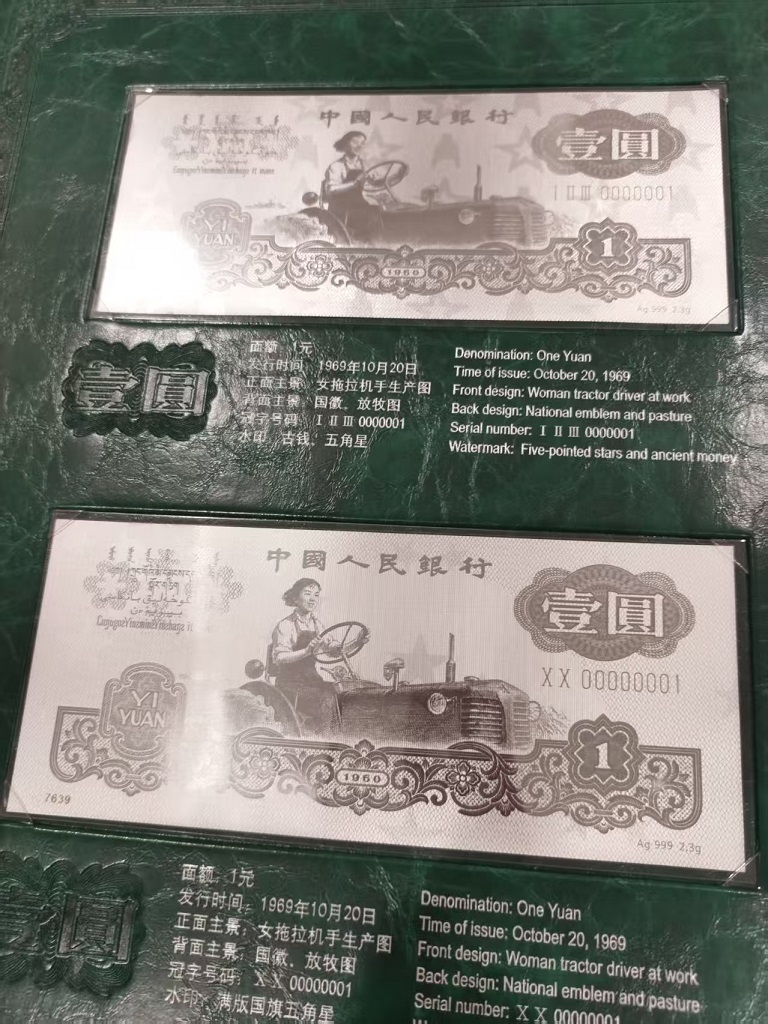 中國人民銀行
壹圓
I II III 0000001
YI
YUAN
1
1960
Ag 999 2.3g
壹圓
面额：1元
发行时间：1969年10月20日
正面主景：女拖拉机手生产图
背面主景：国徽、放牧图
冠字号码：I II III 0000001
水印：古钱、五角星
Denomination: One Yuan
Time of issue: October 20, 1969
Front design: Woman tractor driver at work
Back design: National emblem and pasture
Serial number: I II III 0000001
Watermark: Five-pointed stars and ancient money
中國人民銀行
壹圓
XX 00000001
YI
YUAN
1
1960
7639
Ag 999 2.3g
圓
面额：1元
发行时间：1969年10月20日
正面主景：女拖拉机手生产图
背面主景：国徽、放牧图
冠字号码：XX 00000001
水印：满版国旗五角星
Denomination: One Yuan
Time of issue: October 20, 1969
Front design: Woman tractor driver at work
Back design: National emblem and pasture
Serial number: XX 00000001